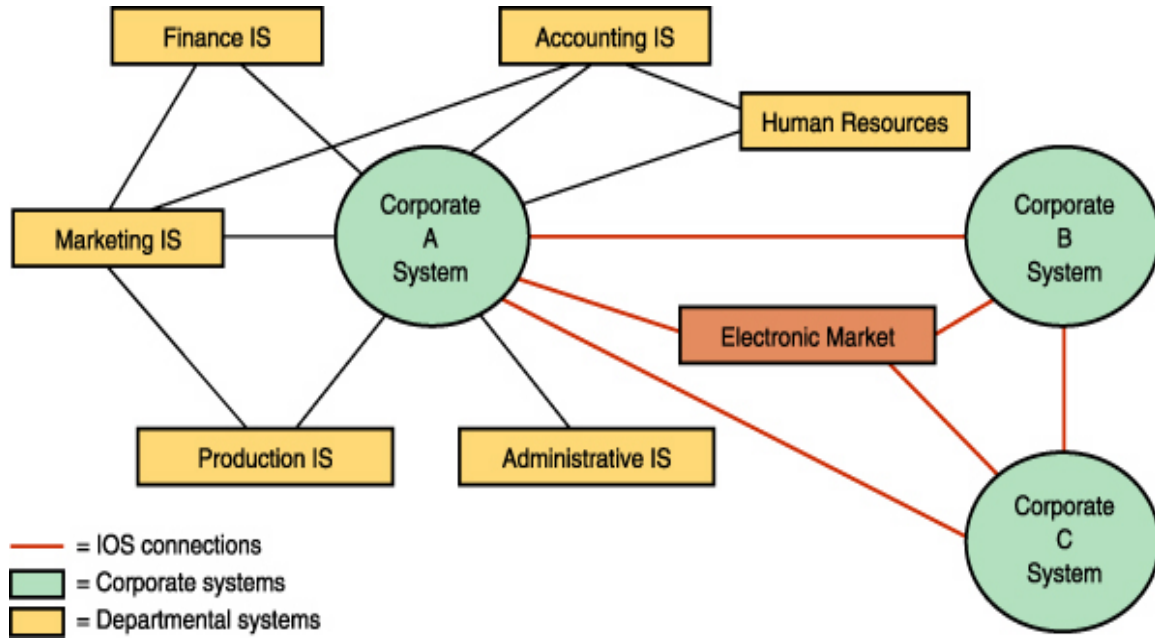 Finance IS
Accounting IS
Human Resources
Corporate
A
System
Corporate
B
System
Marketing IS
Electronic Market
Production IS
Administrative IS
Corporate
C
System
= IOS connections
= Corporate systems
= Departmental systems